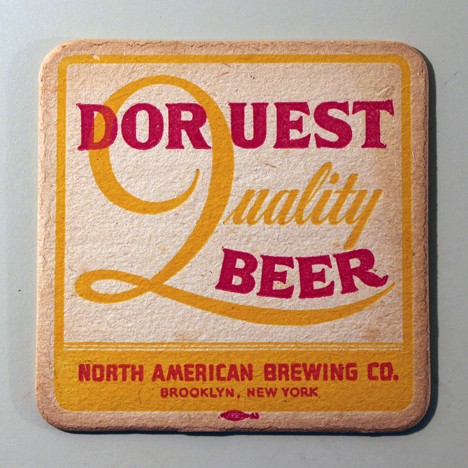 DORQUEST
Quality
BEER
NORTH AMERICAN BREWING CO.
BROOKLYN, NEW YORK